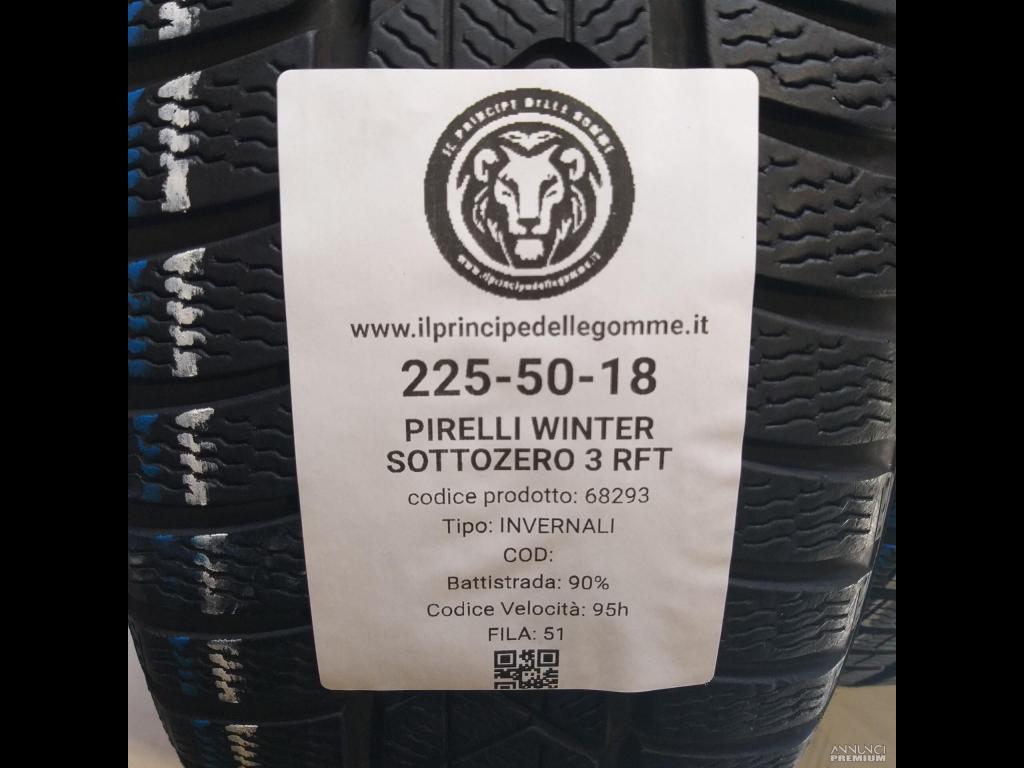 IL PRINCIPE DELLE GOMME
www.ilprincipedellegomme.it
www.ilprincipedellegomme.it
225-50-18
PIRELLI WINTER
SOTTOZERO 3 RFT
codice prodotto: 68293
Tipo: INVERNALI
COD:
Battistrada: 90%
Codice Velocità: 95h
FILA: 51
ANNUNCI
PREMIUM